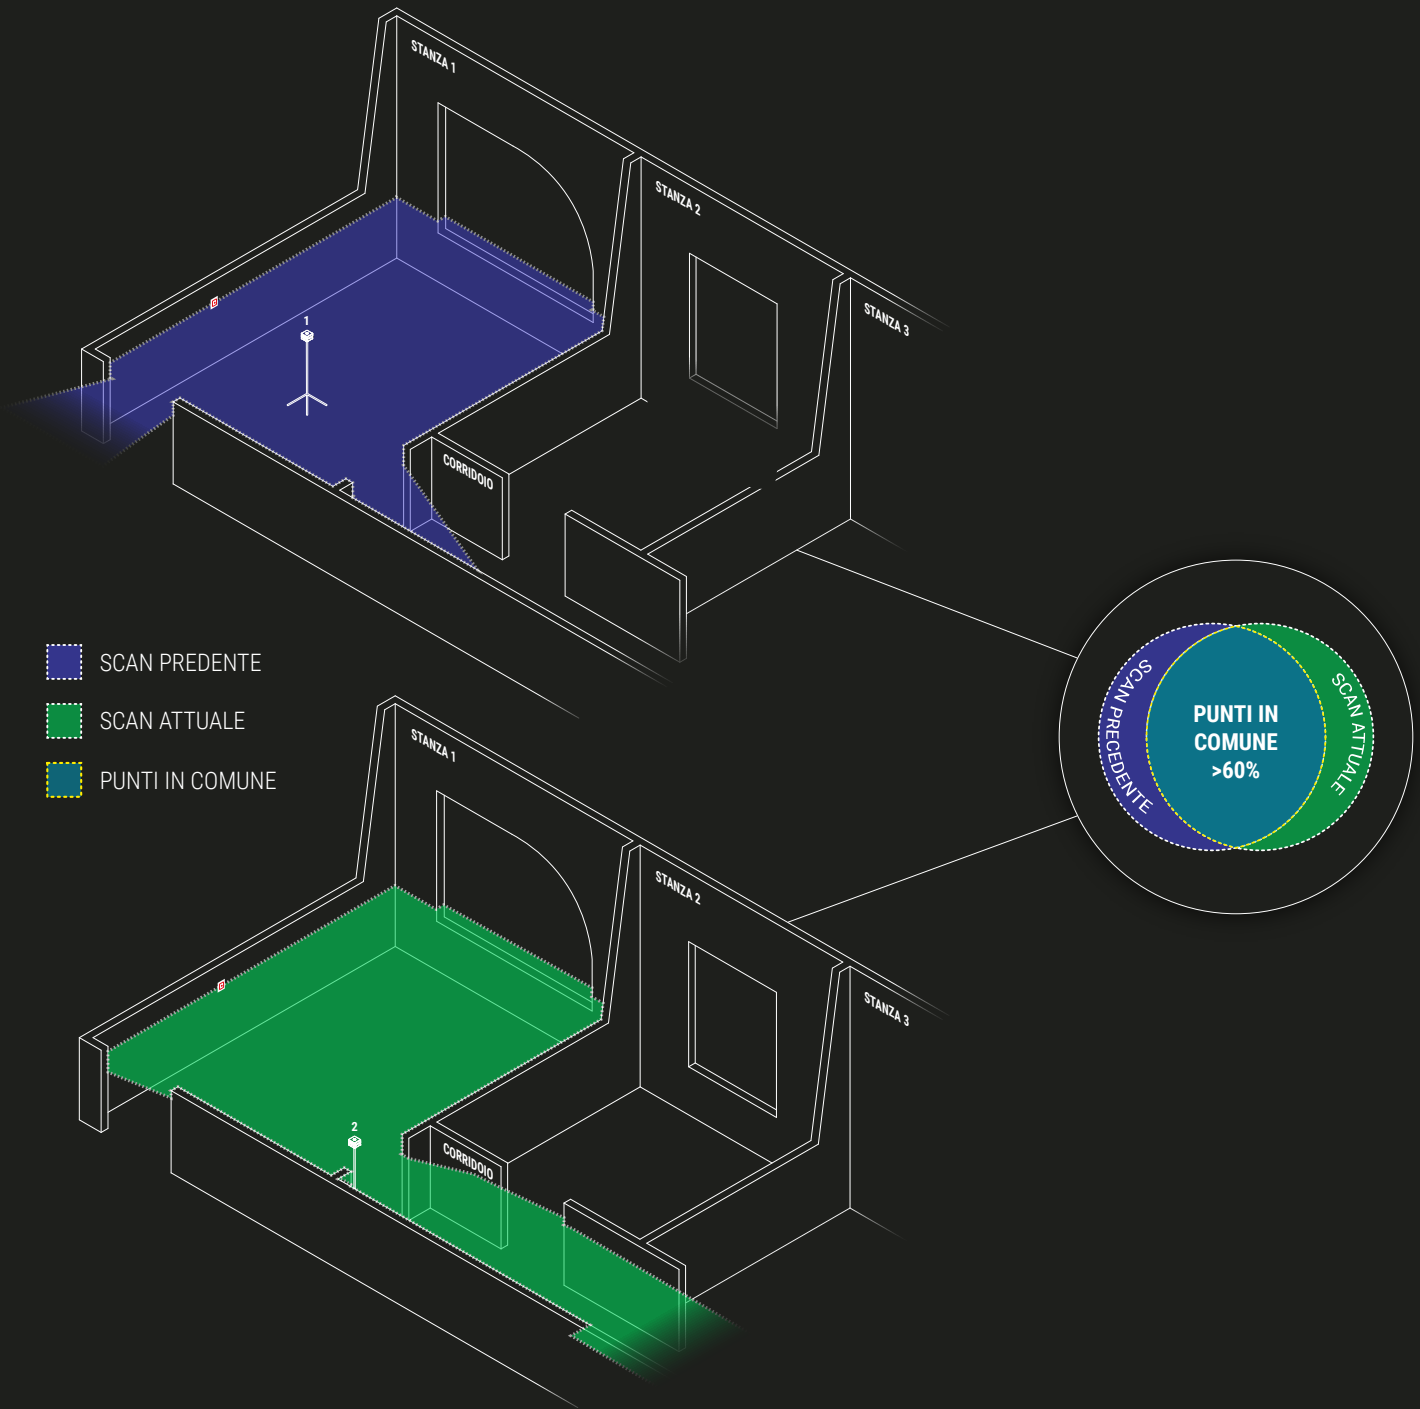 STANZA 1
STANZA 2
STANZA 3
1
CORRIDOIO
SCAN PREDENTE
SCAN ATTUALE
PUNTI IN COMUNE
SCAN PRECEDENTE
PUNTI IN
COMUNE
>60%
SCAN ATTUALE
STANZA 1
STANZA 2
STANZA 3
2
CORRIDOIO